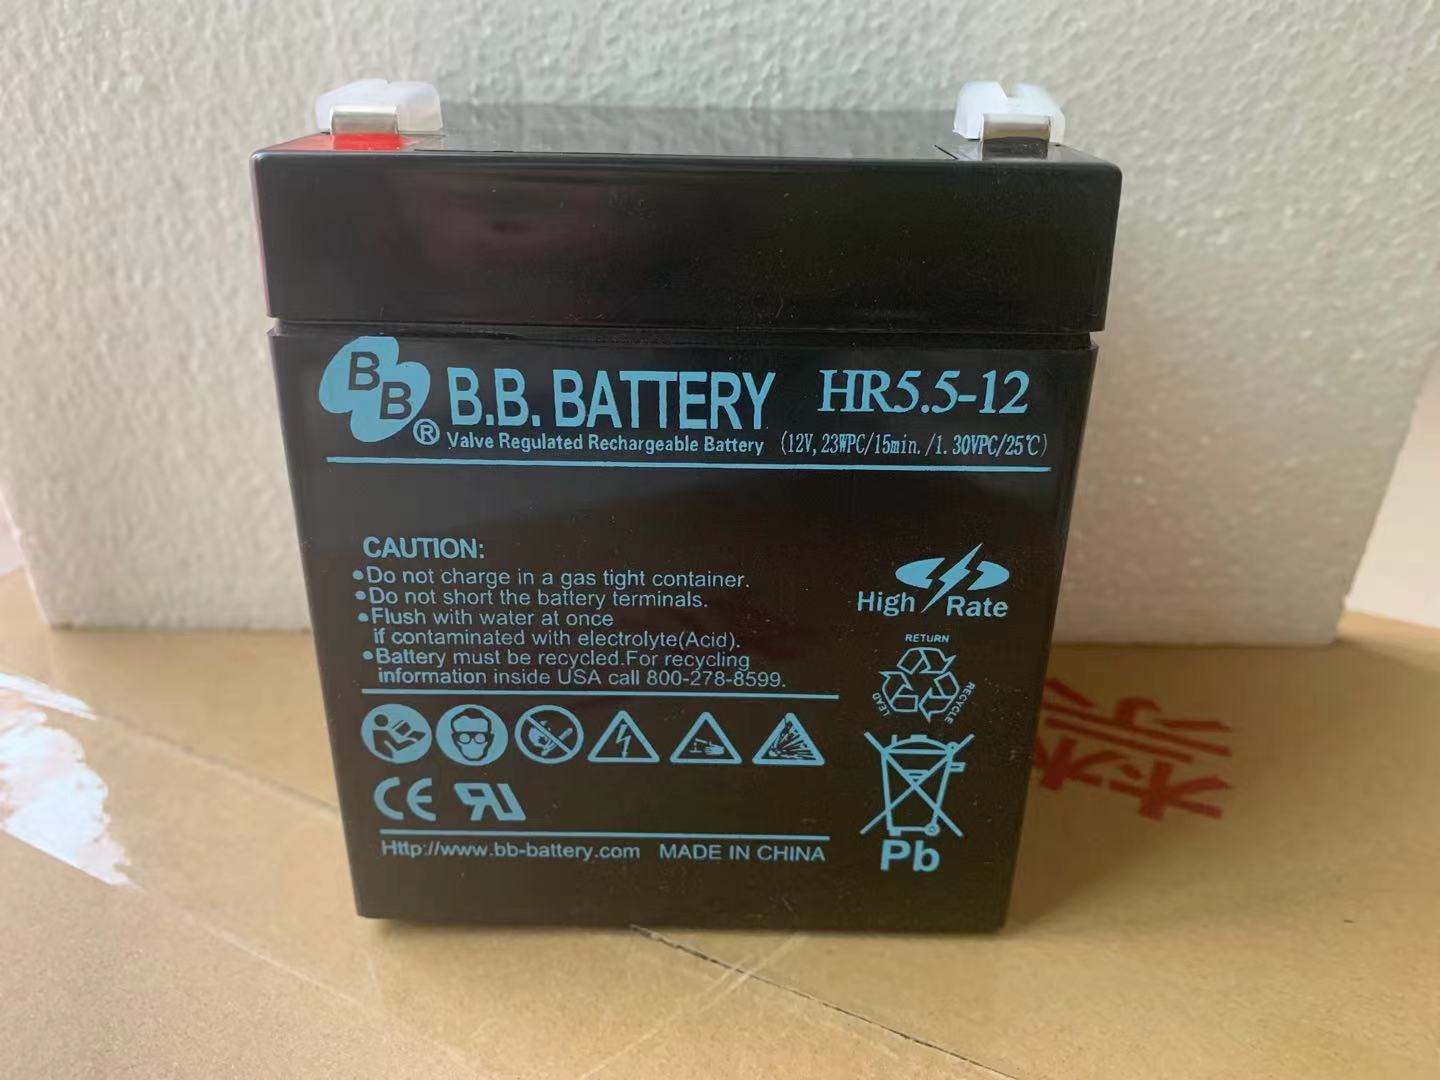 BB® B.B. BATTERY HR5.5-12
Valve Regulated Rechargeable Battery (12V, 23WPC/15min./1.30VPC/25℃)
CAUTION:
•Do not charge in a gas tight container.
•Do not short the battery terminals.
•Flush with water at once
if contaminated with electrolyte(Acid).
•Battery must be recycled.For recycling
information inside USA call 800-278-8599.
High Rate
RETURN
LEAD RECYCLE
CE RU
Pb
Http://www.bb-battery.com MADE IN CHINA